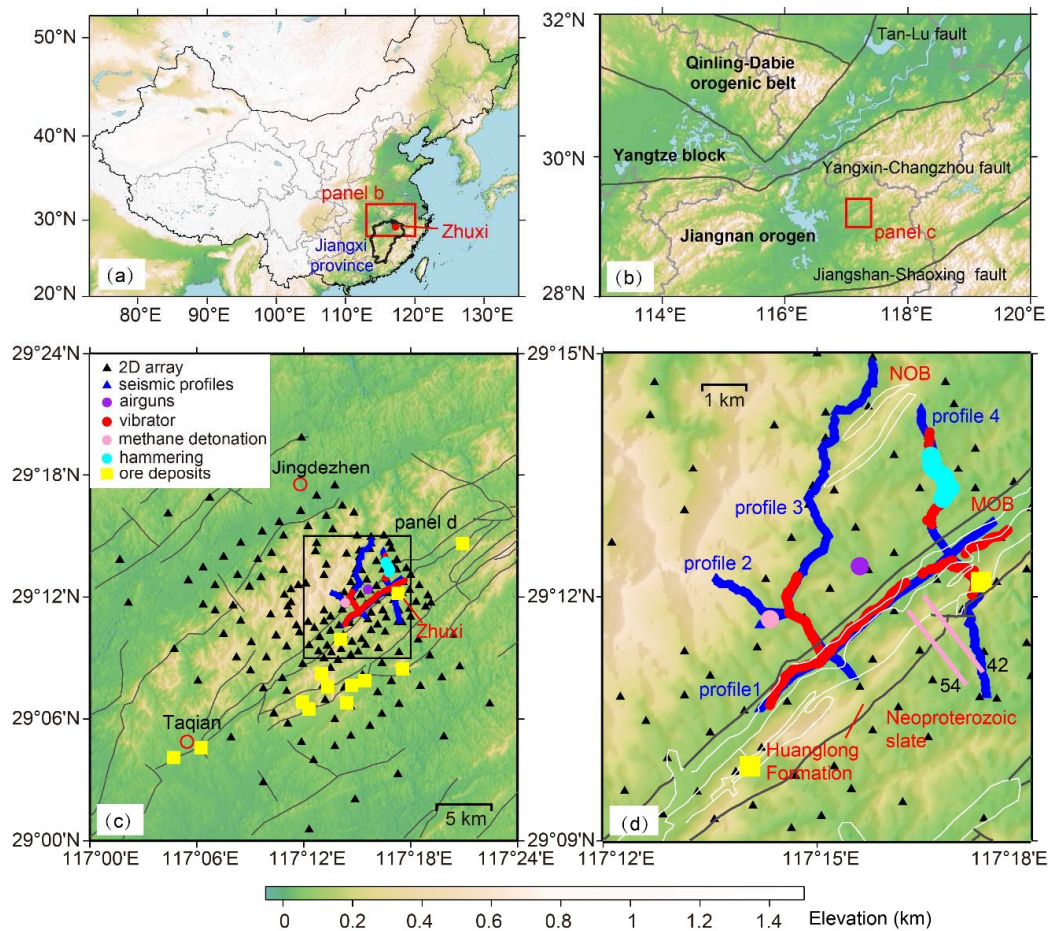 50°N
40°N
30°N
20°N
panel b
Zhuxi
Jiangxi
province
(a)
80°E 90°E 100°E 110°E 120°E 130°E
32°N
31°N
30°N
29°N
28°N
Tan-Lu fault
Qinling-Dabie
orogenic belt
Yangtze block
Yangxin-Changzhou fault
Jiangnan orogen
panel c
Jiangshan-Shaoxing fault
(b)
114°E 116°E 118°E 120°E
29°24'N
29°18'N
29°12'N
29°06'N
29°00'N
2D array
seismic profiles
airguns
vibrator
methane detonation
hammering
ore deposits
Jingdezhen
panel d
Zhuxi
Taqian
(c)
5 km
117°00'E 117°06'E 117°12'E 117°18'E 117°24'E
29°15'N
29°12'N
29°09'N
1 km
NOB
profile 4
profile 3
MOB
profile 2
profile1
42
54
Neoproterozoic
slate
Huanglong
Formation
(d)
117°12'E 117°15'E 117°18'E
0 0.2 0.4 0.6 0.8 1 1.2 1.4 Elevation (km)